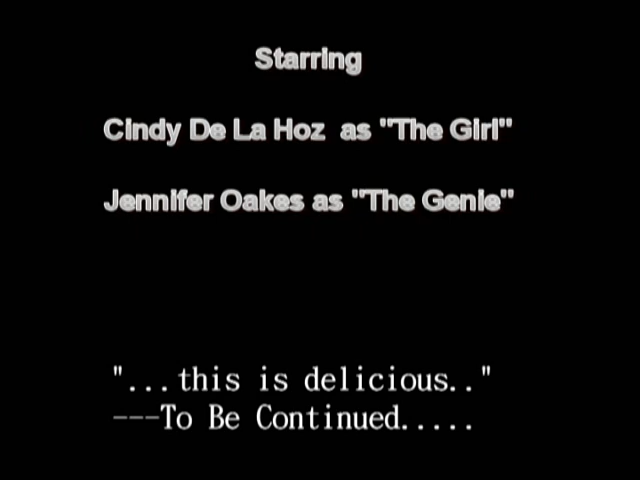 Starring
Cindy De La Hoz as "The Girl"
Jennifer Oakes as "The Genie"
"...this is delicious.."
---To Be Continued.....